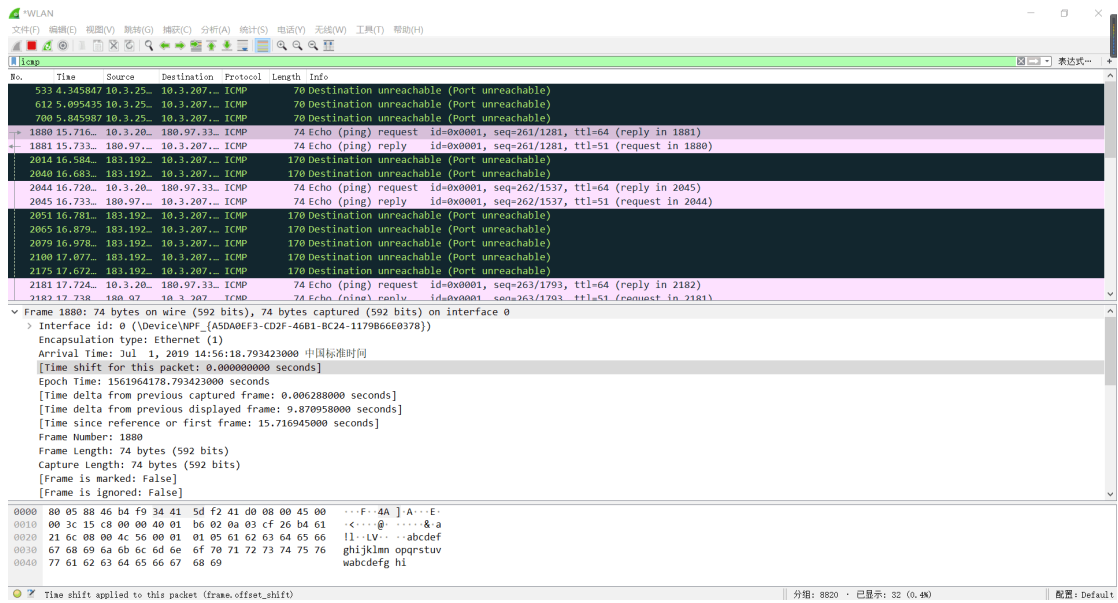 *WLAN
文件(F) 编辑(E) 视图(V) 跳转(G) 捕获(C) 分析(A) 统计(S) 电话(Y) 无线(W) 工具(T) 帮助(H)
icmp 表达式… +
No. Time Source Destination Protocol Length Info
533 4.345847 10.3.25… 10.3.207.… ICMP 70 Destination unreachable (Port unreachable)
612 5.095435 10.3.25… 10.3.207.… ICMP 70 Destination unreachable (Port unreachable)
700 5.845987 10.3.25… 10.3.207.… ICMP 70 Destination unreachable (Port unreachable)
1880 15.716… 10.3.20… 180.97.33… ICMP 74 Echo (ping) request id=0x0001, seq=261/1281, ttl=64 (reply in 1881)
1881 15.733… 180.97.… 10.3.207.… ICMP 74 Echo (ping) reply id=0x0001, seq=261/1281, ttl=51 (request in 1880)
2014 16.584… 183.192… 10.3.207.… ICMP 170 Destination unreachable (Port unreachable)
2040 16.683… 183.192… 10.3.207.… ICMP 170 Destination unreachable (Port unreachable)
2044 16.720… 10.3.20… 180.97.33… ICMP 74 Echo (ping) request id=0x0001, seq=262/1537, ttl=64 (reply in 2045)
2045 16.733… 180.97.… 10.3.207.… ICMP 74 Echo (ping) reply id=0x0001, seq=262/1537, ttl=51 (request in 2044)
2051 16.781… 183.192… 10.3.207.… ICMP 170 Destination unreachable (Port unreachable)
2065 16.879… 183.192… 10.3.207.… ICMP 170 Destination unreachable (Port unreachable)
2079 16.978… 183.192… 10.3.207.… ICMP 170 Destination unreachable (Port unreachable)
2100 17.077… 183.192… 10.3.207.… ICMP 170 Destination unreachable (Port unreachable)
2175 17.672… 183.192… 10.3.207.… ICMP 170 Destination unreachable (Port unreachable)
2181 17.724… 10.3.20… 180.97.33… ICMP 74 Echo (ping) request id=0x0001, seq=263/1793, ttl=64 (reply in 2182)
2182 17.738… 180.97.… 10.3.207.… ICMP 74 Echo (ping) reply id=0x0001, seq=263/1793, ttl=51 (request in 2181)
Frame 1880: 74 bytes on wire (592 bits), 74 bytes captured (592 bits) on interface 0
Interface id: 0 (\Device\NPF_{A5DA0EF3-CD2F-46B1-BC24-1179B66E0378})
Encapsulation type: Ethernet (1)
Arrival Time: Jul 1, 2019 14:56:18.793423000 中国标准时间
[Time shift for this packet: 0.000000000 seconds]
Epoch Time: 1561964178.793423000 seconds
[Time delta from previous captured frame: 0.006288000 seconds]
[Time delta from previous displayed frame: 9.870958000 seconds]
[Time since reference or first frame: 15.716945000 seconds]
Frame Number: 1880
Frame Length: 74 bytes (592 bits)
Capture Length: 74 bytes (592 bits)
[Frame is marked: False]
[Frame is ignored: False]
0000 80 05 88 46 b4 f9 34 41 5d f2 41 d0 08 00 45 00 ···F··4A ]·A···E·
0010 00 3c 15 c8 00 00 40 01 b6 02 0a 03 cf 26 b4 61 ·<····@· ·····&·a
0020 21 6c 08 00 4c 56 00 01 01 05 61 62 63 64 65 66 !l··LV·· ··abcdef
0030 67 68 69 6a 6b 6c 6d 6e 6f 70 71 72 73 74 75 76 ghijklmn opqrstuv
0040 77 61 62 63 64 65 66 67 68 69 wabcdefg hi
Time shift applied to this packet (frame.offset_shift) 分组: 8820 · 已显示: 32 (0.4%) 配置: Default